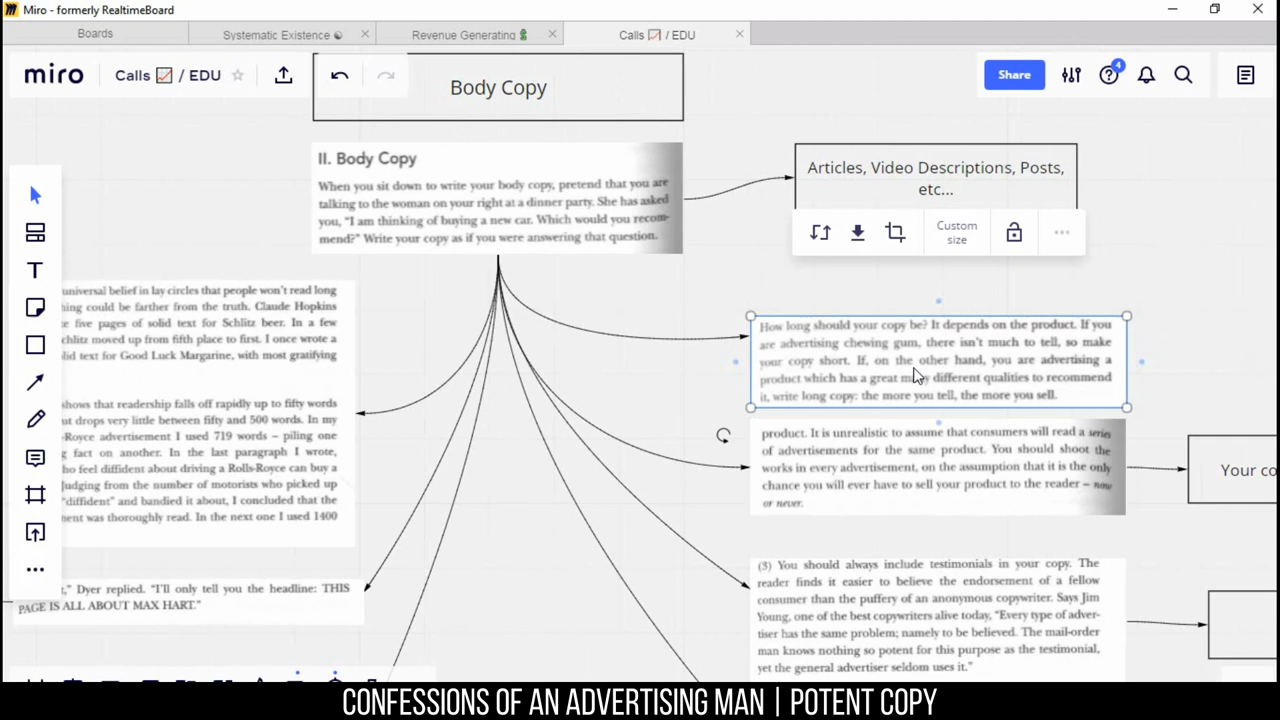 Miro - formerly RealtimeBoard
Boards
Systematic Existence
Revenue Generating
Calls / EDU
miro
Calls / EDU
Share
4
Body Copy
II. Body Copy
When you sit down to write your body copy, pretend that you are
talking to the woman on your right at a dinner party. She has asked
you, “I am thinking of buying a new car. Which would you recom-
mend?” Write your copy as if you were answering that question.
Articles, Video Descriptions, Posts,
etc...
Custom
size
universal belief in lay circles that people won’t read long
hing could be farther from the truth. Claude Hopkins
e five pages of solid text for Schlitz beer. In a few
chlitz moved up from fifth place to first. I once wrote a
lid text for Good Luck Margarine, with most gratifying
shows that readership falls off rapidly up to fifty words
ut drops very little between fifty and 500 words. In my
-Royce advertisement I used 719 words – piling one
g fact on another. In the last paragraph I wrote,
ho feel diffident about driving a Rolls-Royce can buy a
Judging from the number of motorists who picked up
“diffident” and bandied it about, I concluded that the
ment was thoroughly read. In the next one I used 1400
t,” Dyer replied. “I’ll only tell you the headline: THIS
PAGE IS ALL ABOUT MAX HART.”
How long should your copy be? It depends on the product. If you
are advertising chewing gum, there isn’t much to tell, so make
your copy short. If, on the other hand, you are advertising a
product which has a great many different qualities to recommend
it, write long copy: the more you tell, the more you sell.
product. It is unrealistic to assume that consumers will read a series
of advertisements for the same product. You should shoot the
works in every advertisement, on the assumption that it is the only
chance you will ever have to sell your product to the reader – now
or never.
Your co
(3) You should always include testimonials in your copy. The
reader finds it easier to believe the endorsement of a fellow
consumer than the puffery of an anonymous copywriter. Says Jim
Young, one of the best copywriters alive today, “Every type of adver-
tiser has the same problem; namely to be believed. The mail-order
man knows nothing so potent for this purpose as the testimonial,
yet the general advertiser seldom uses it.”
CONFESSIONS OF AN ADVERTISING MAN | POTENT COPY